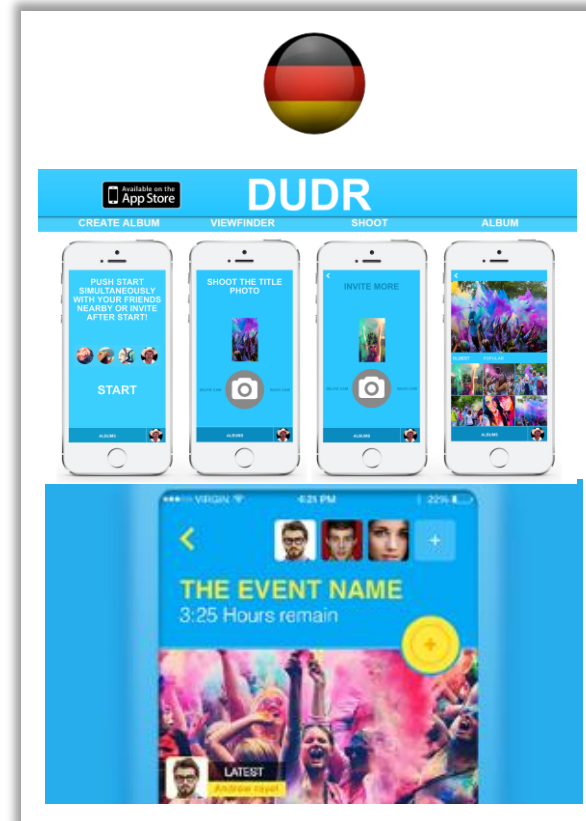 Available on the
App Store
DUDR
CREATE ALBUM
VIEWFINDER
SHOOT
ALBUM
PUSH START
SIMULTANEOUSLY
WITH YOUR FRIENDS
NEARBY OR INVITE
AFTER START!
START
ALBUMS
SHOOT THE TITLE
PHOTO
ALBUMS
INVITE MORE
ALBUMS
POPULAR
ALBUMS
VIRGIN
4:21 PM
22%
+
THE EVENT NAME
3:25 Hours remain
+
LATEST